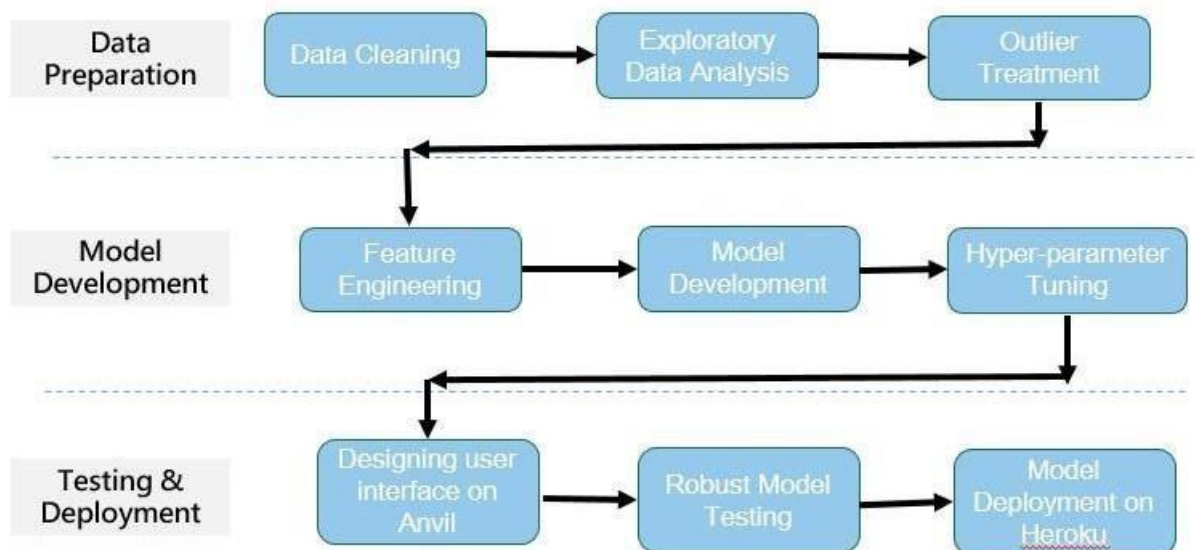 Data
Preparation
Data Cleaning
Exploratory
Data Analysis
Outlier
Treatment
Model
Development
Feature
Engineering
Model
Development
Hyper-parameter
Tuning
Testing &
Deployment
Designing user
interface on
Anvil
Robust Model
Testing
Model
Deployment on
Heroku